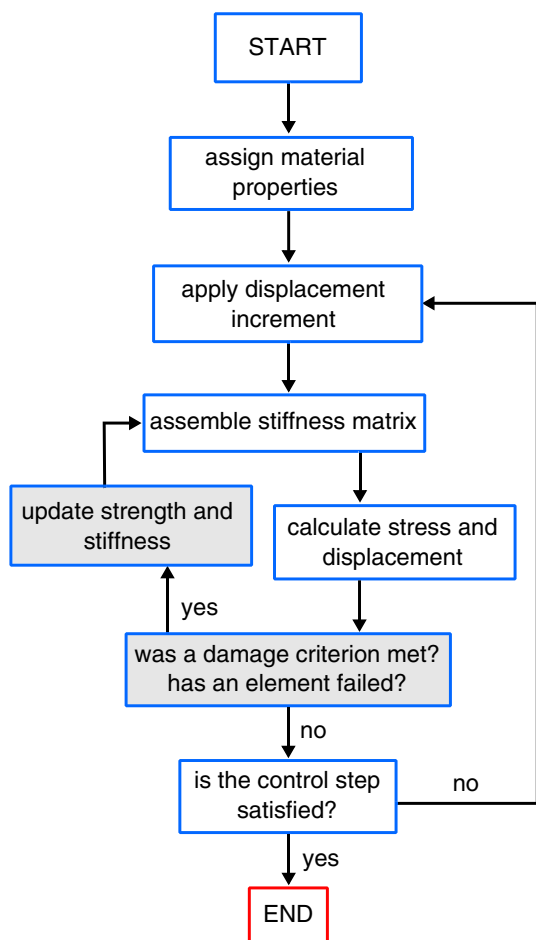 START
assign material
properties
apply displacement
increment
assemble stiffness matrix
update strength and
stiffness
calculate stress and
displacement
yes
was a damage criterion met?
has an element failed?
no
is the control step
satisfied?
no
yes
END